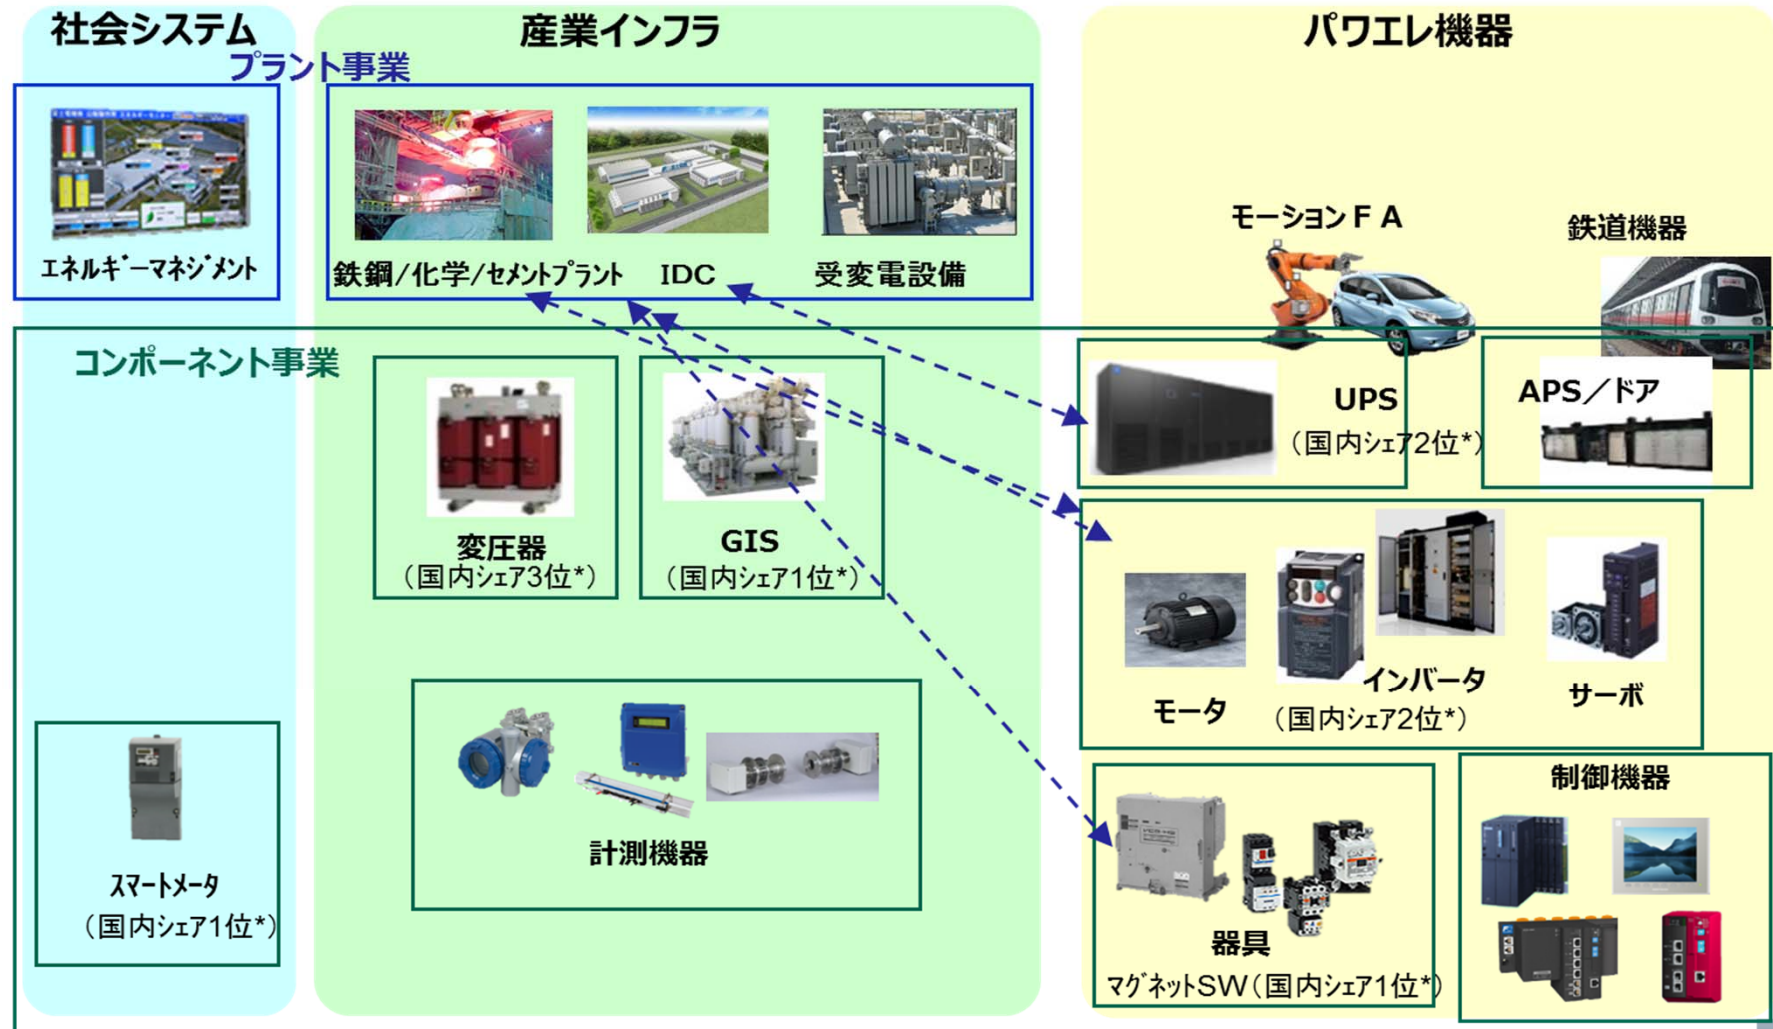 社会システム
産業インフラ
パワエレ機器
プラント事業
エネルギーマネジメント
鉄鋼/化学/セメントプラント
IDC
受変電設備
モーションＦＡ
鉄道機器
コンポーネント事業
変圧器
（国内シェア3位*）
GIS
（国内シェア1位*）
UPS
（国内シェア2位*）
APS／ドア
モータ
インバータ
（国内シェア2位*）
サーボ
計測機器
スマートメータ
（国内シェア1位*）
器具
マグネットSW（国内シェア1位*）
制御機器